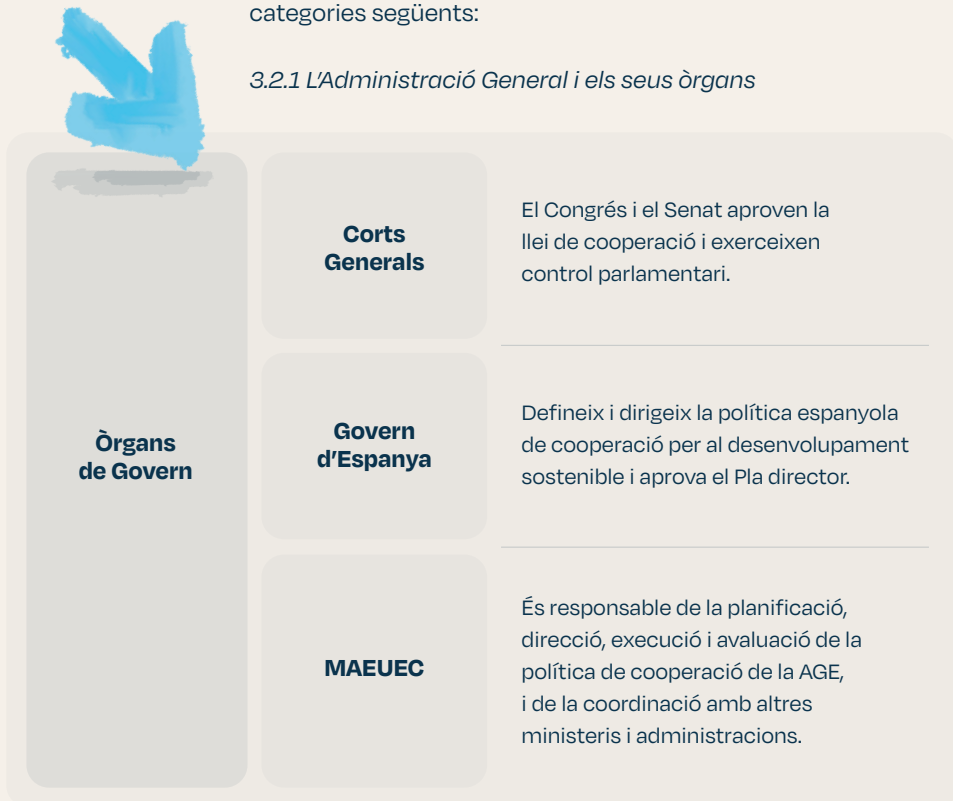 categories següents:
3.2.1 L'Administració General i els seus òrgans
Òrgans
de Govern
Corts
Generals
El Congrés i el Senat aproven la
llei de cooperació i exerceixen
control parlamentari.
Govern
d'Espanya
Defineix i dirigeix la política espanyola
de cooperació per al desenvolupament
sostenible i aprova el Pla director.
MAEUEC
És responsable de la planificació,
direcció, execució i avaluació de la
política de cooperació de la AGE,
i de la coordinació amb altres
ministeris i administracions.